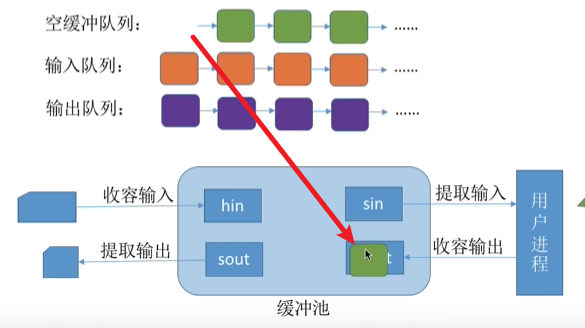 空缓冲队列：
......
输入队列：
......
输出队列：
......
收容输入
hin
sin
提取输入
用户进程
提取输出
sout
t
收容输出
缓冲池